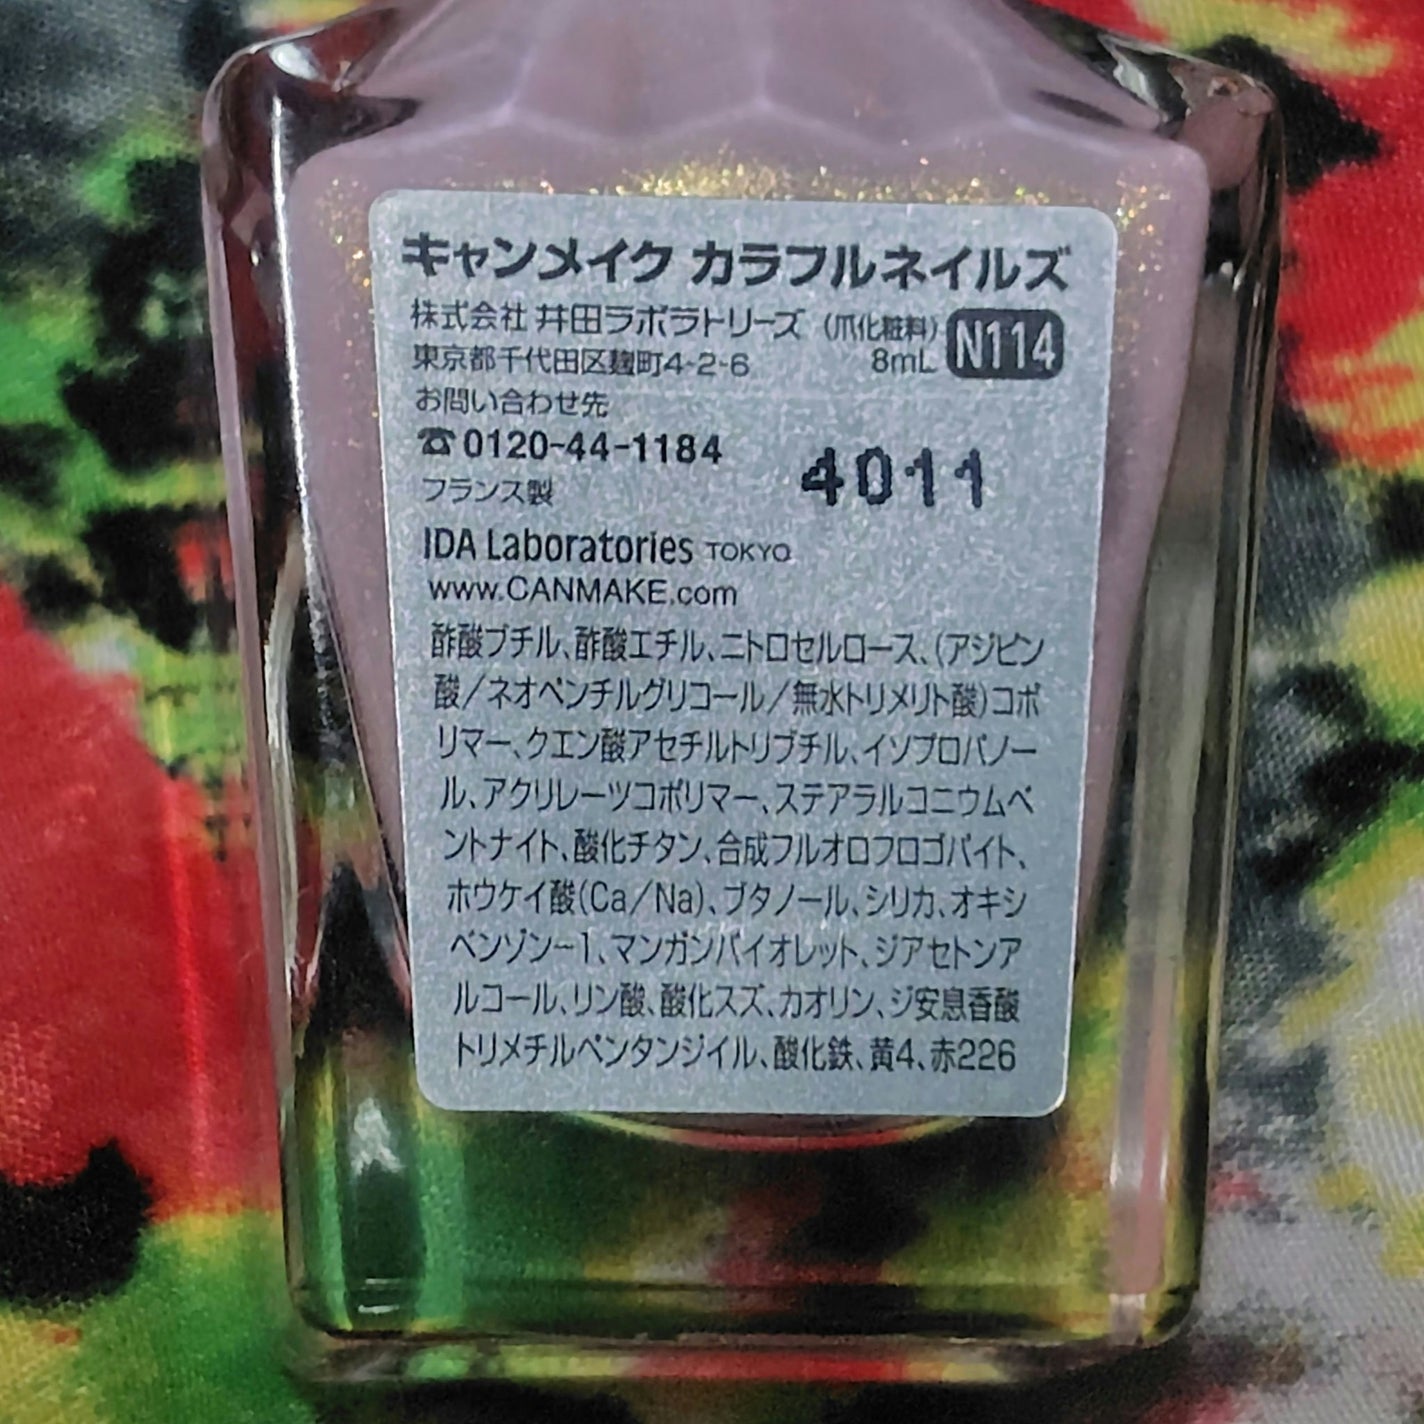 キャンメイク カラフルネイルズ
株式会社 井田ラボラトリーズ (爪化粧料) N114
東京都千代田区麹町4-2-6 8mL
お問い合わせ先
☎0120-44-1184
4011
フランス製
IDA Laboratories TOKYO
www.CANMAKE.com
酢酸ブチル、酢酸エチル、ニトロセルロース、(アジピン
酸/ネオペンチルグリコール/無水トリメリト酸)コポ
リマー、クエン酸アセチルトリブチル、イソプロパノー
ル、アクリレーツコポリマー、ステアラルコニウムベ
ントナイト、酸化チタン、合成フルオロフロゴパイト、
ホウケイ酸(Ca/Na)、ブタノール、シリカ、オキシ
ベンゾン-1、マンガンバイオレット、ジアセトンア
ルコール、リン酸、酸化スズ、カオリン、ジ安息香酸
トリメチルペンタンジイル、酸化鉄、黄4、赤226